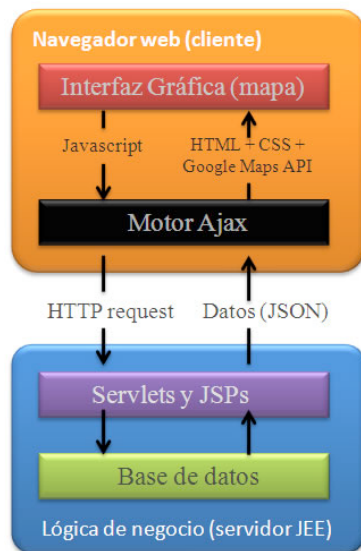 Navegador web (cliente)
Interfaz Gráfica (mapa)
Javascript
HTML + CSS +
Google Maps API
Motor Ajax
HTTP request
Datos (JSON)
Servlets y JSPs
Base de datos
Lógica de negocio (servidor JEE)